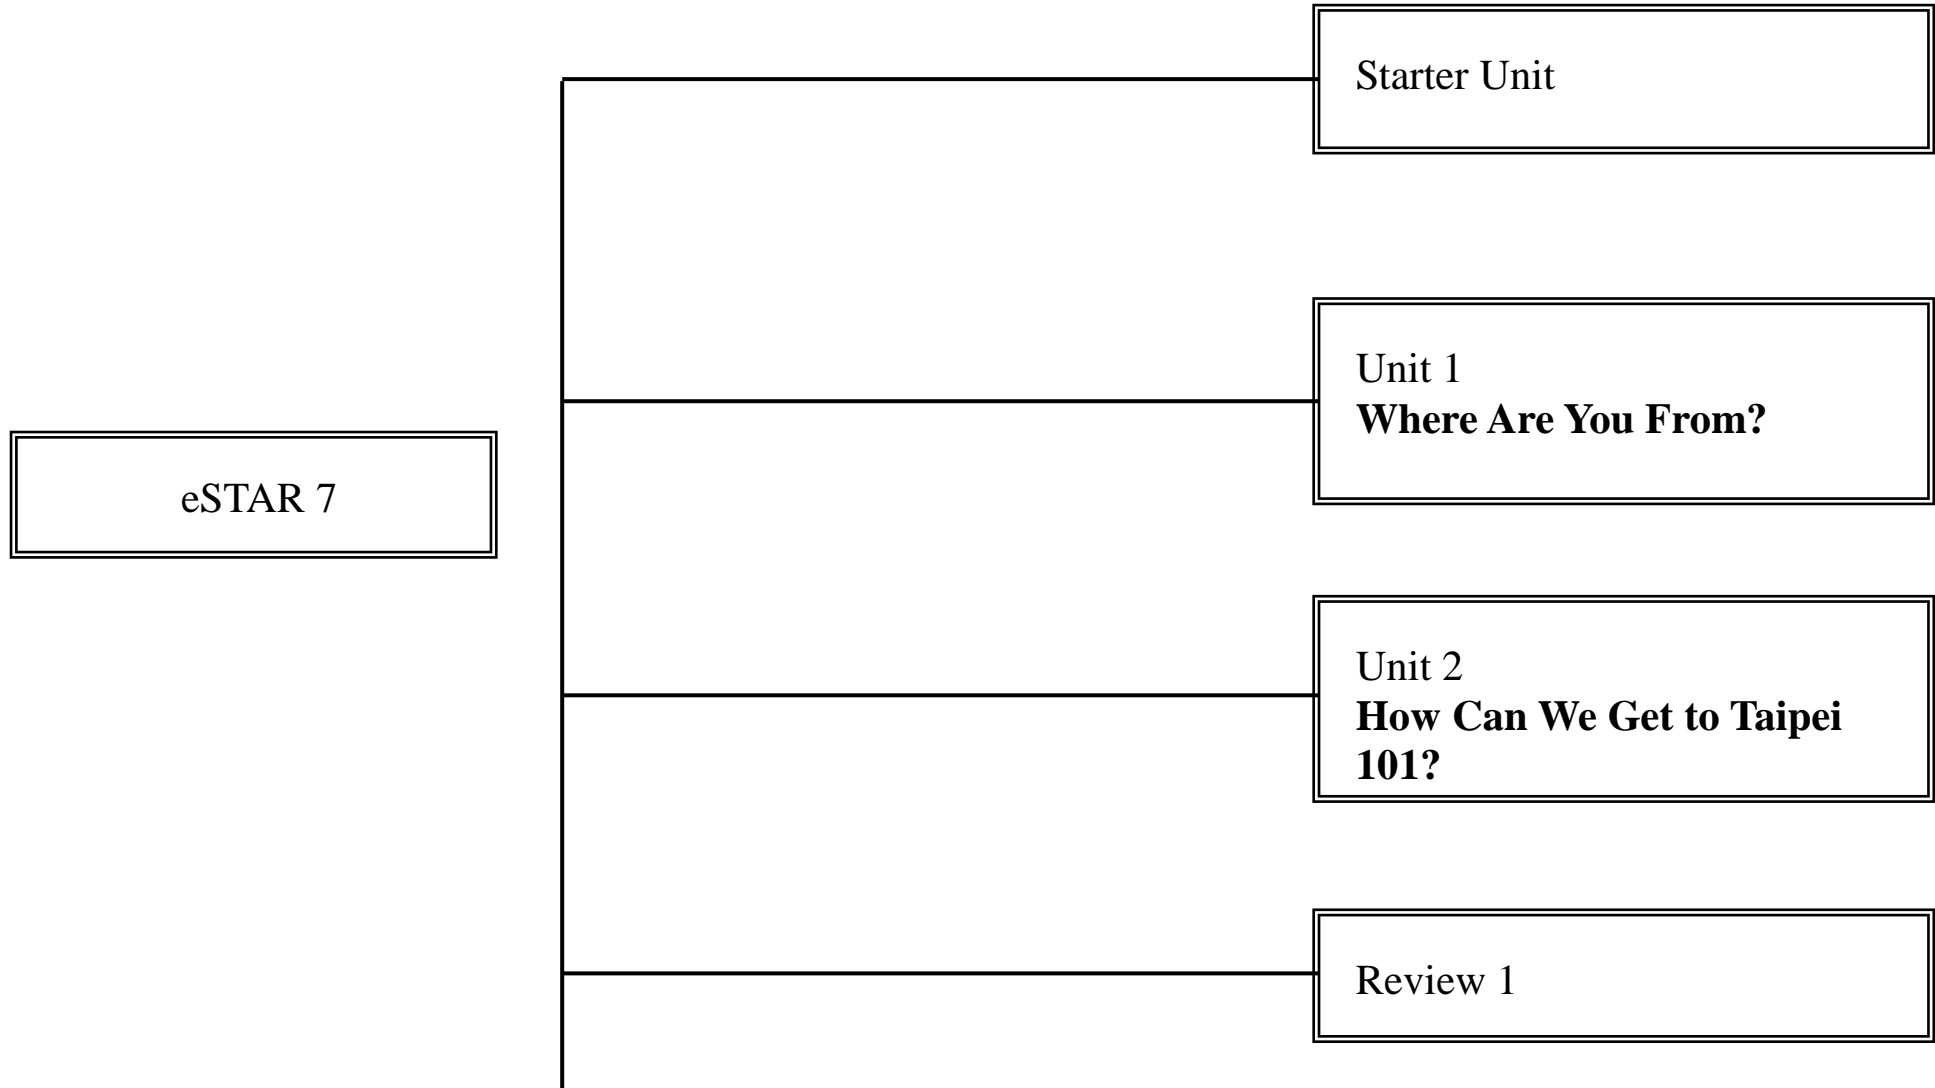 Starter Unit
Unit 1
Where Are You From?
eSTAR 7
Unit 2
How Can We Get to Taipei
101?
Review 1